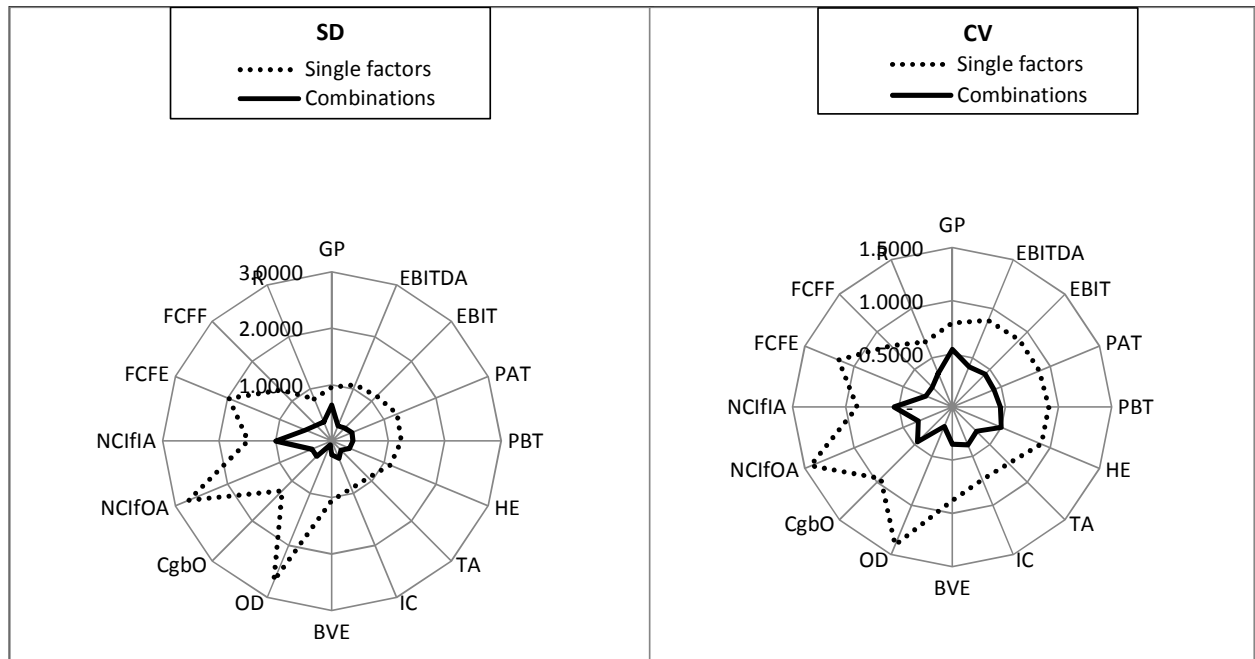 SD
Single factors
Combinations
GP
EBITDA
EBIT
PAT
PBT
HE
TA
IC
BVE
OD
CgbO
NCIfOA
NCIfIA
FCFE
FCFF
R
3.0000
2.0000
1.0000
-
CV
Single factors
Combinations
GP
EBITDA
EBIT
PAT
PBT
HE
TA
IC
BVE
OD
CgbO
NCIfOA
NCIfIA
FCFE
FCFF
R
1.5000
1.0000
0.5000
-